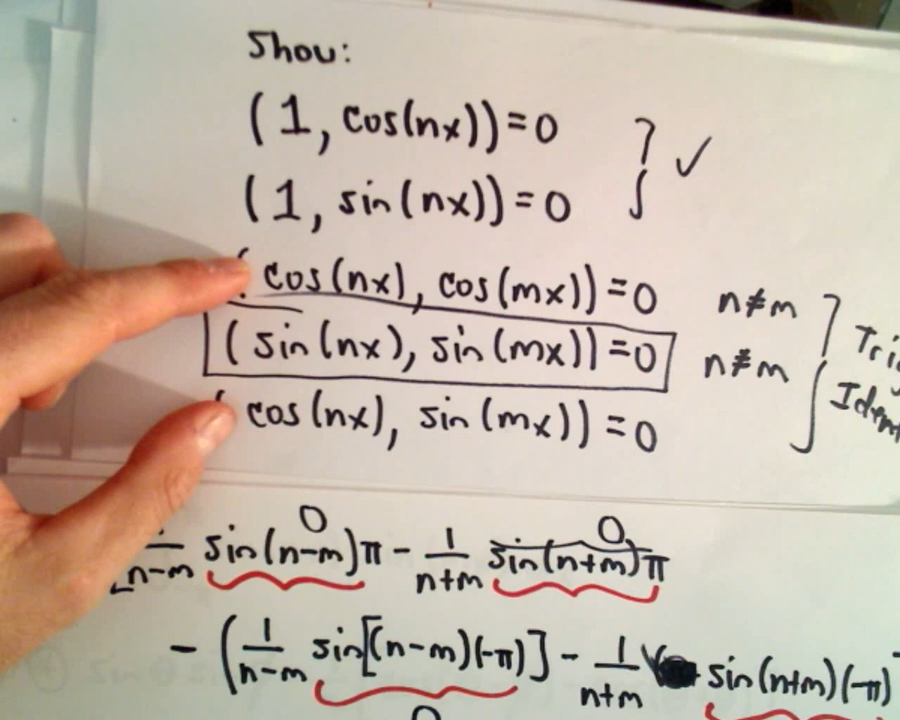 Show:
(1, cos(nx))=0 } ✓
(1, sin(nx))=0
(cos(nx), cos(mx))=0 n≠m }
(sin(nx), sin(mx))=0 n≠m
(cos(nx), sin(mx))=0
0 0
[1/n-m sin(n-m)π - 1/n+m sin(n+m)π
- (1/n-m sin[(n-m)(-π)] - 1/n+m sin(n+m)(-π)
0